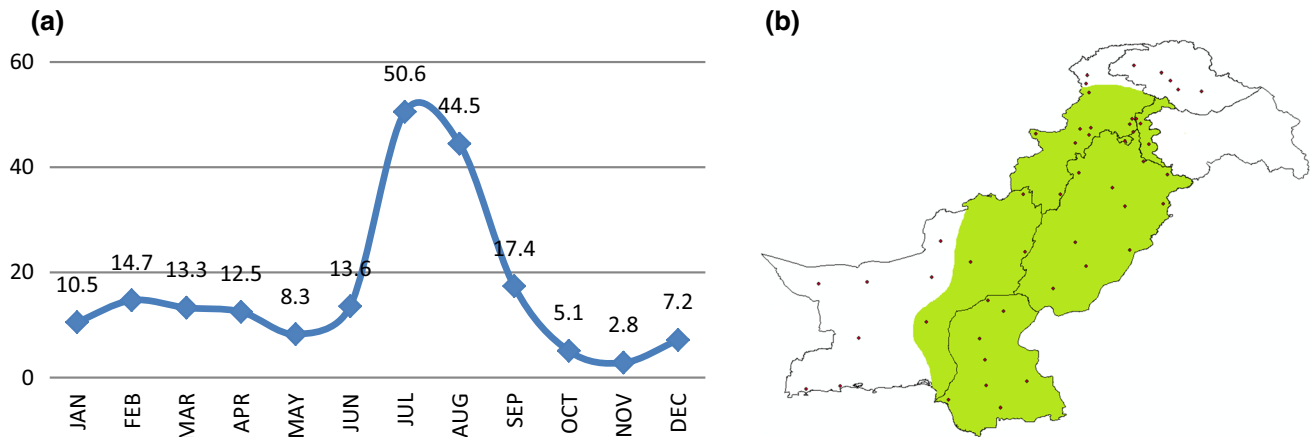 (a)
60
40
20
0
10.5
14.7
13.3
12.5
8.3
13.6
50.6
44.5
17.4
5.1
2.8
7.2
JAN
FEB
MAR
APR
MAY
JUN
JUL
AUG
SEP
OCT
NOV
DEC
(b)